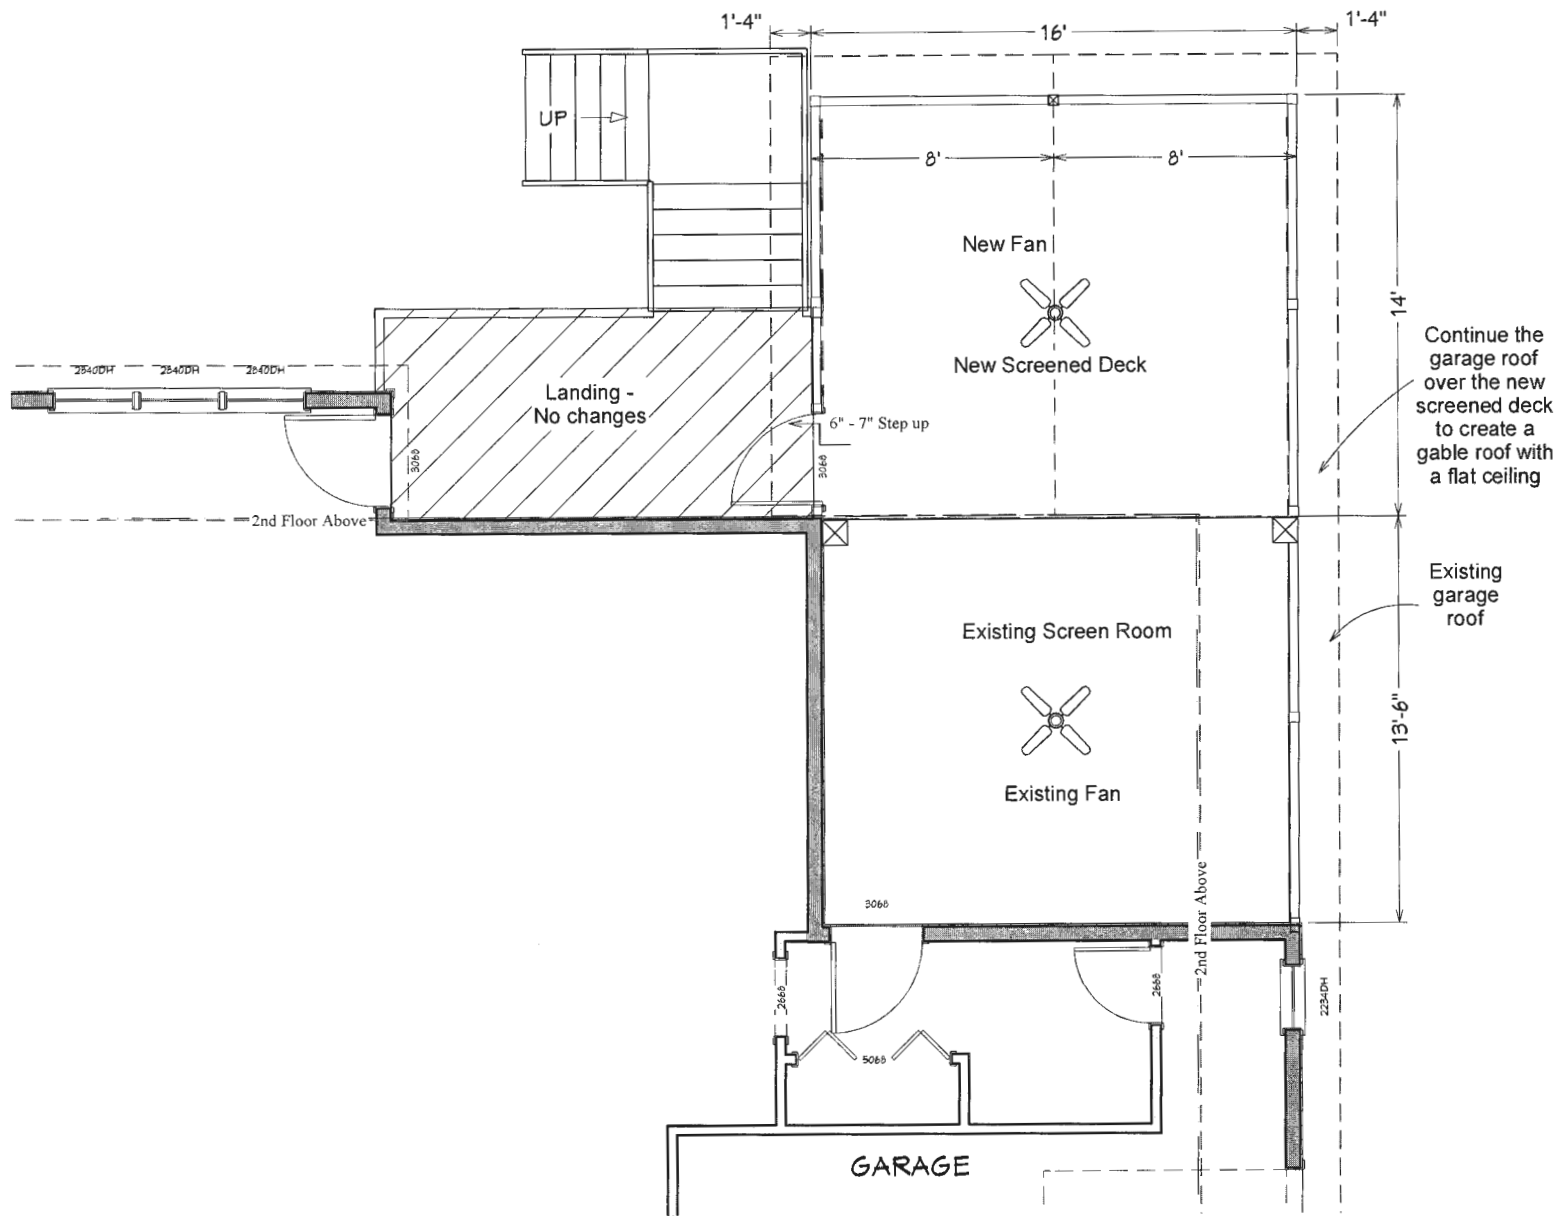 1'-4"
16'
1'-4"
UP
8'
8'
New Fan
14'
New Screened Deck
Continue the
garage roof
over the new
screened deck
to create a
gable roof with
a flat ceiling
2840DH
2840DH
2840DH
Landing -
No changes
6" - 7" Step up
3068
3068
2nd Floor Above
Existing
garage
roof
Existing Screen Room
13'-6"
Existing Fan
3068
2nd Floor Above
2668
2668
2234DH
5068
GARAGE